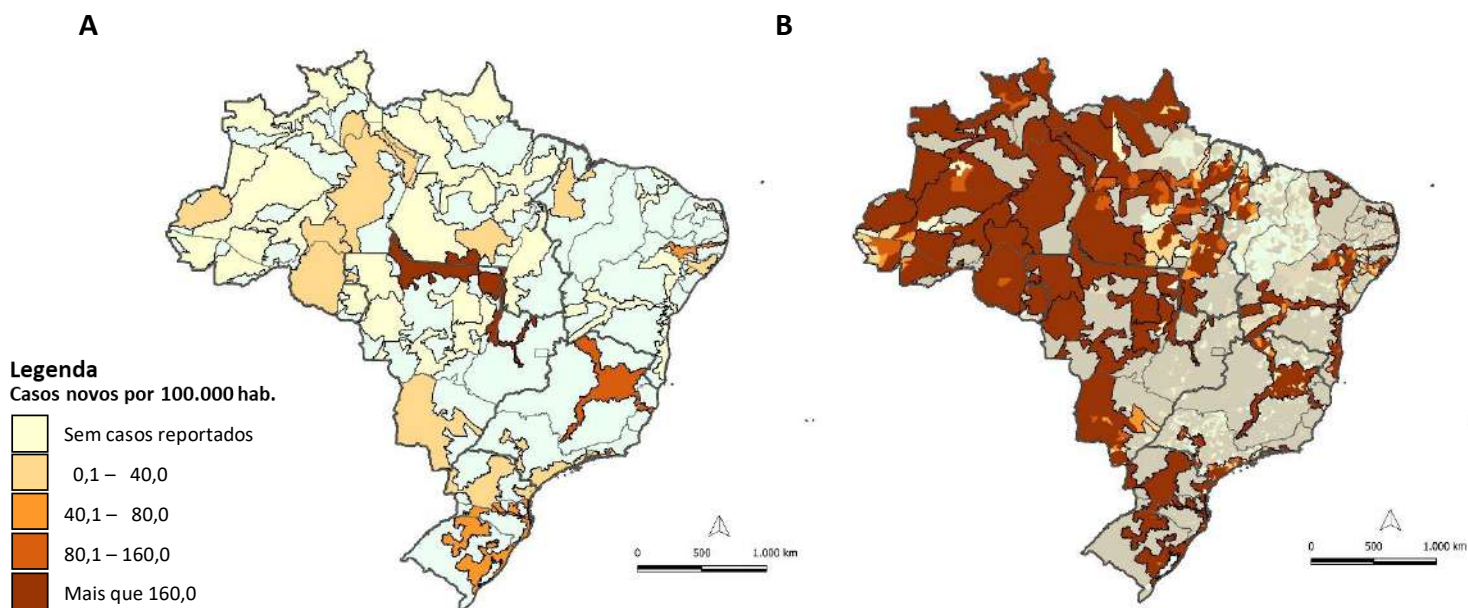 A
B
Legenda
Casos novos por 100.000 hab.
Sem casos reportados
0,1 – 40,0
40,1 – 80,0
80,1 – 160,0
Mais que 160,0
0 500 1.000 km
0 500 1.000 km